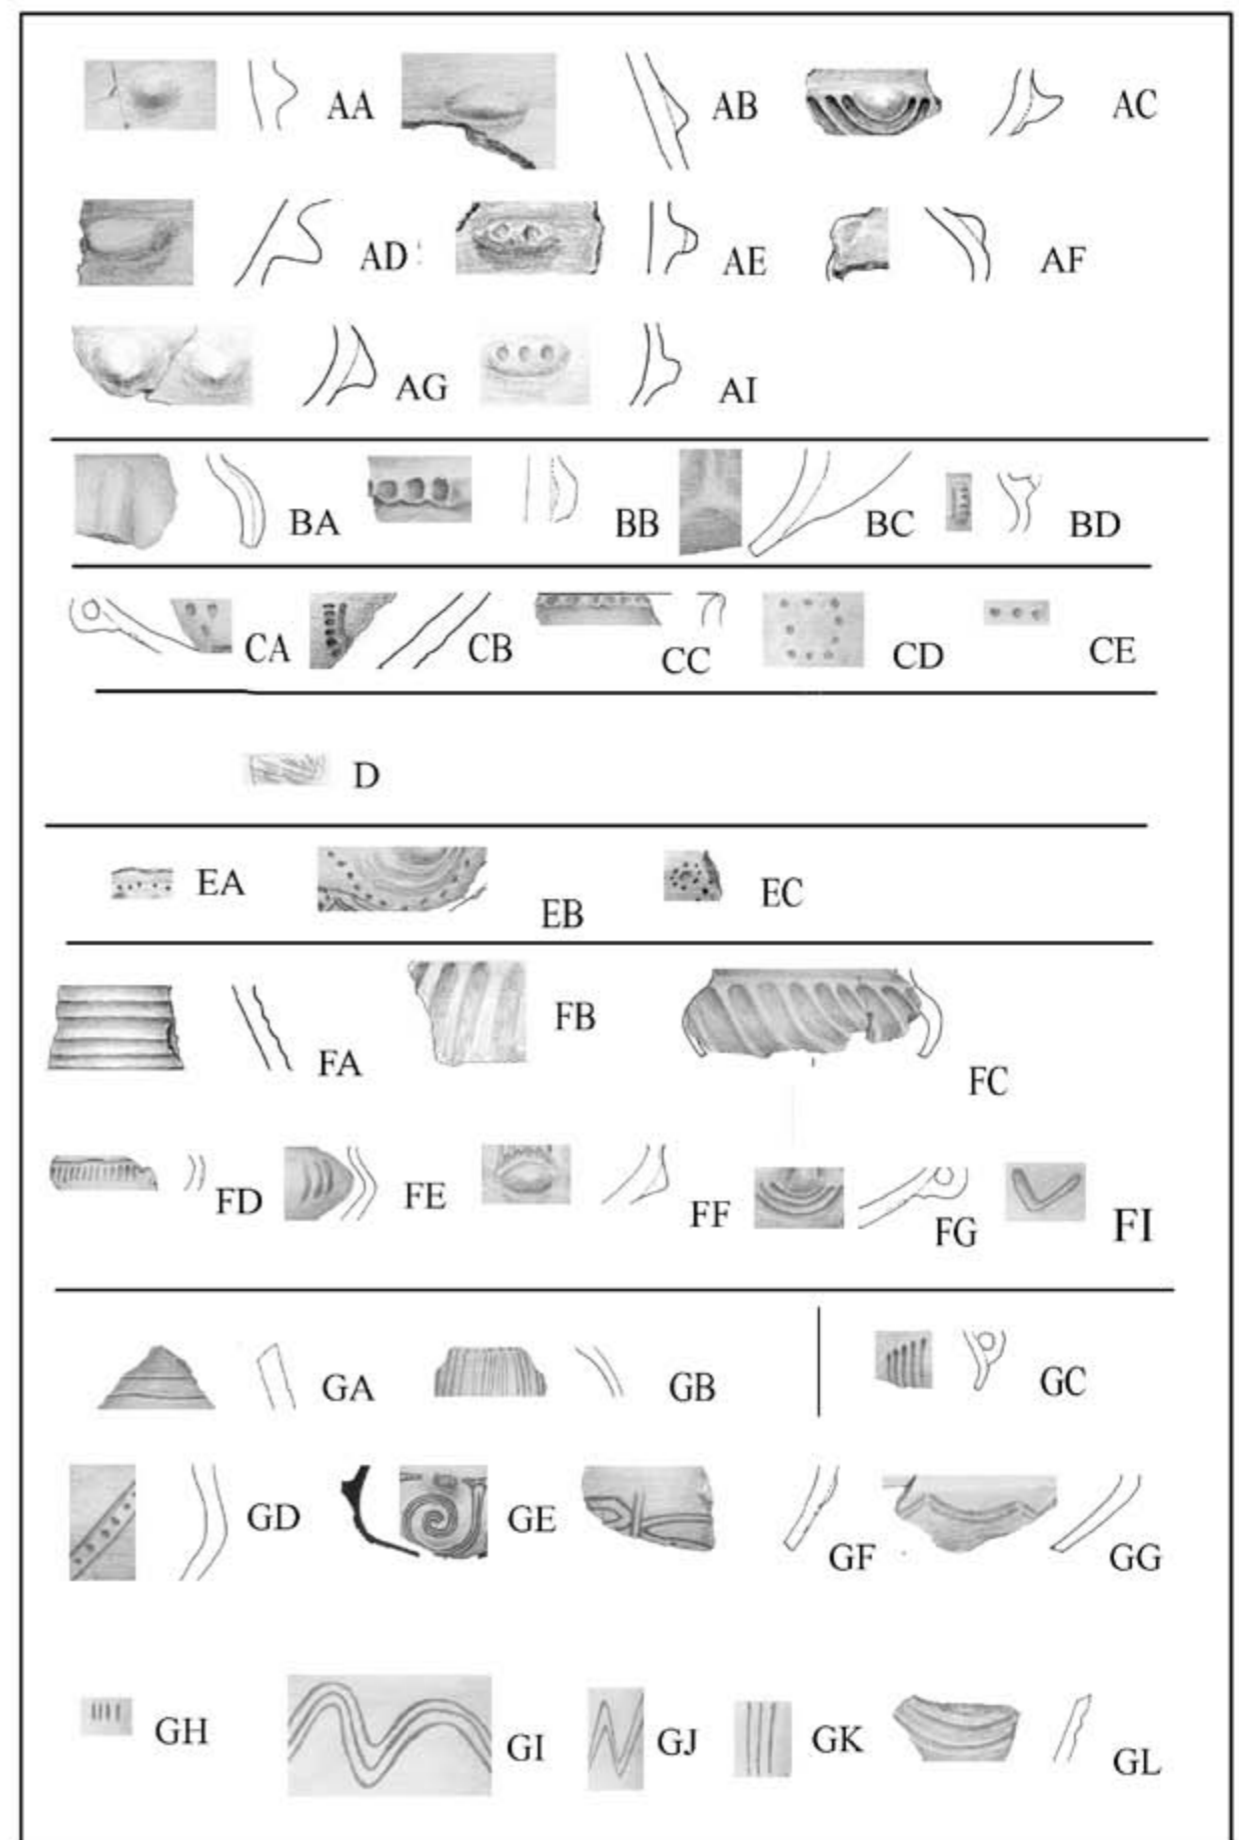 AA AB AC
AD AE AF
AG AI
BA BB BC BD
CA CB CC CD CE
D
EA EB EC
FA FB FC
FD FE FF FG FI
GA GB GC
GD GE GF GG
GH GI GJ GK GL